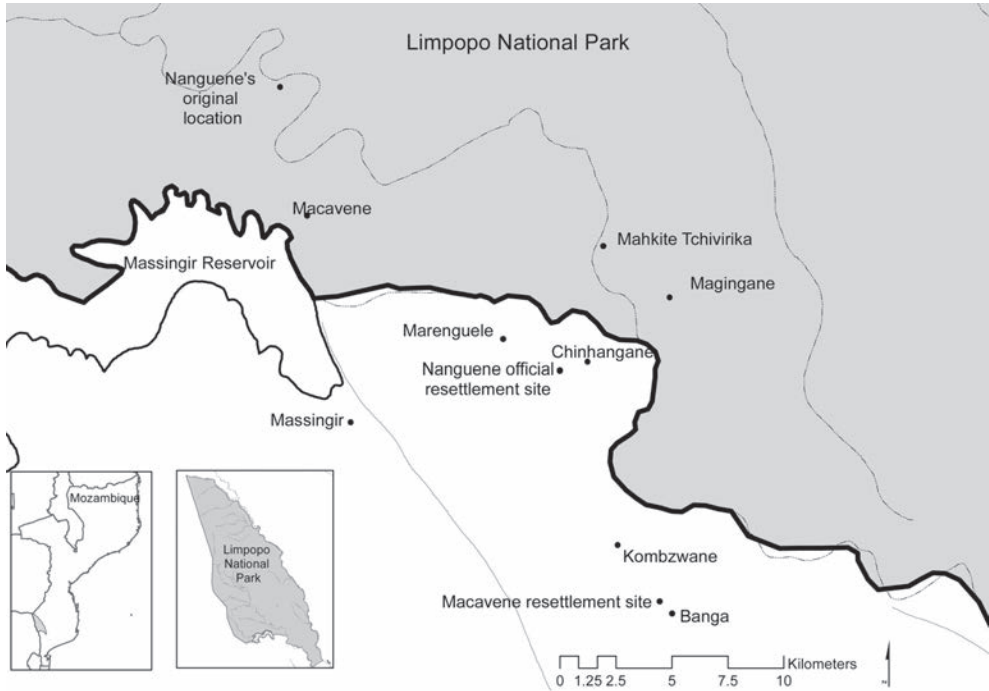 Limpopo National Park
Nanguene's
original
location
Macavene
Massingir Reservoir
Mahkite Tchivirika
Magingane
Marenguele
Chinhangane
Nanguene official
resettlement site
Massingir
Mozambique
Limpopo
National
Park
Kombzwane
Macavene resettlement site
Banga
Kilometers
0 1.25 2.5 5 7.5 10
N